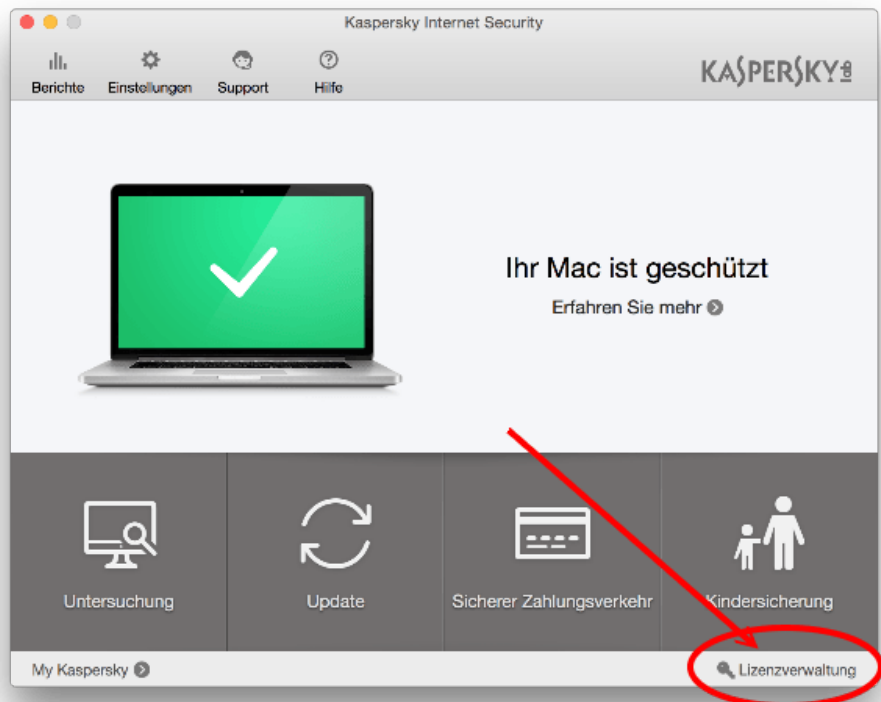 Kaspersky Internet Security
Berichte Einstellungen Support Hilfe
KASPERSKY lab
Ihr Mac ist geschützt
Erfahren Sie mehr
Untersuchung Update Sicherer Zahlungsverkehr Kindersicherung
My Kaspersky Lizenzverwaltung